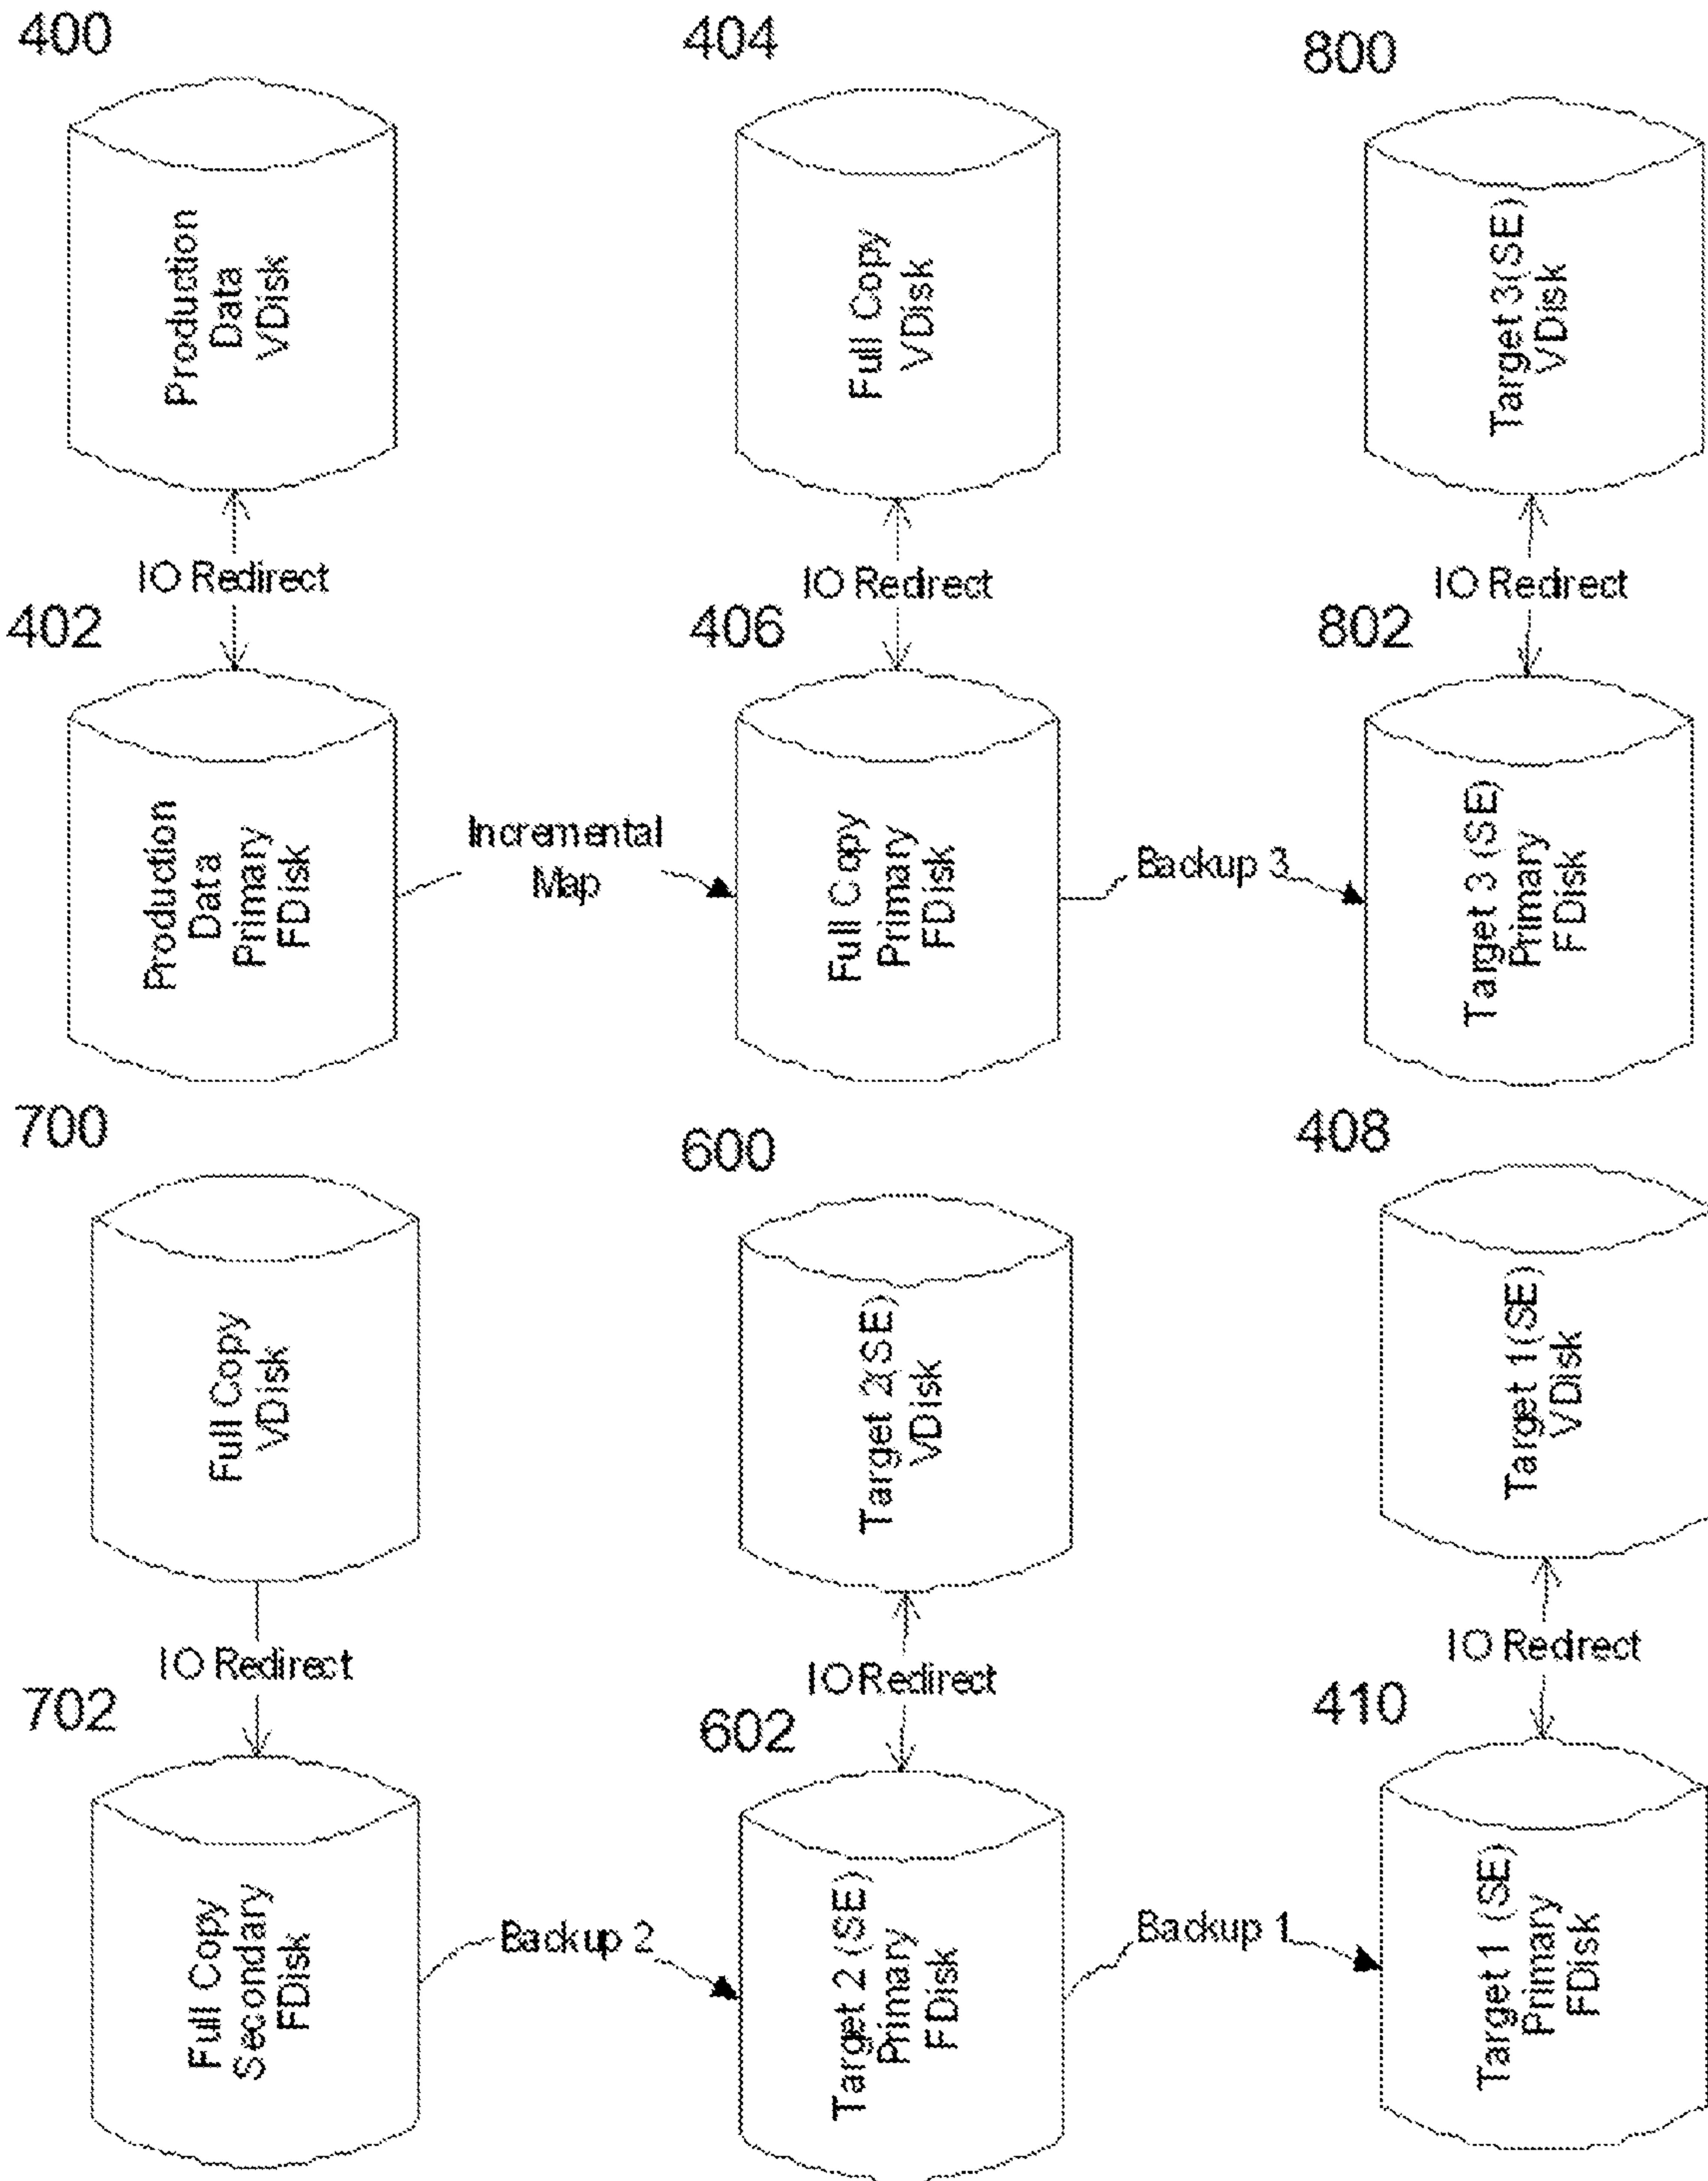 400
404
800
Production
Data
VDisk
Full Copy
VDisk
Target 3(SE)
VDisk
IO Redirect
IO Redirect
IO Redirect
402
406
802
Production
Data
Primary
FDisk
Incremental
Map
Full Copy
Primary
FDisk
Backup 3
Target 3 (SE)
Primary
FDisk
700
600
408
Full Copy
VDisk
Target 2(SE)
VDisk
Target 1(SE)
VDisk
IO Redirect
IO Redirect
IO Redirect
702
602
410
Full Copy
Secondary
FDisk
Backup 2
Target 2 (SE)
Primary
FDisk
Backup 1
Target 1 (SE)
Primary
FDisk